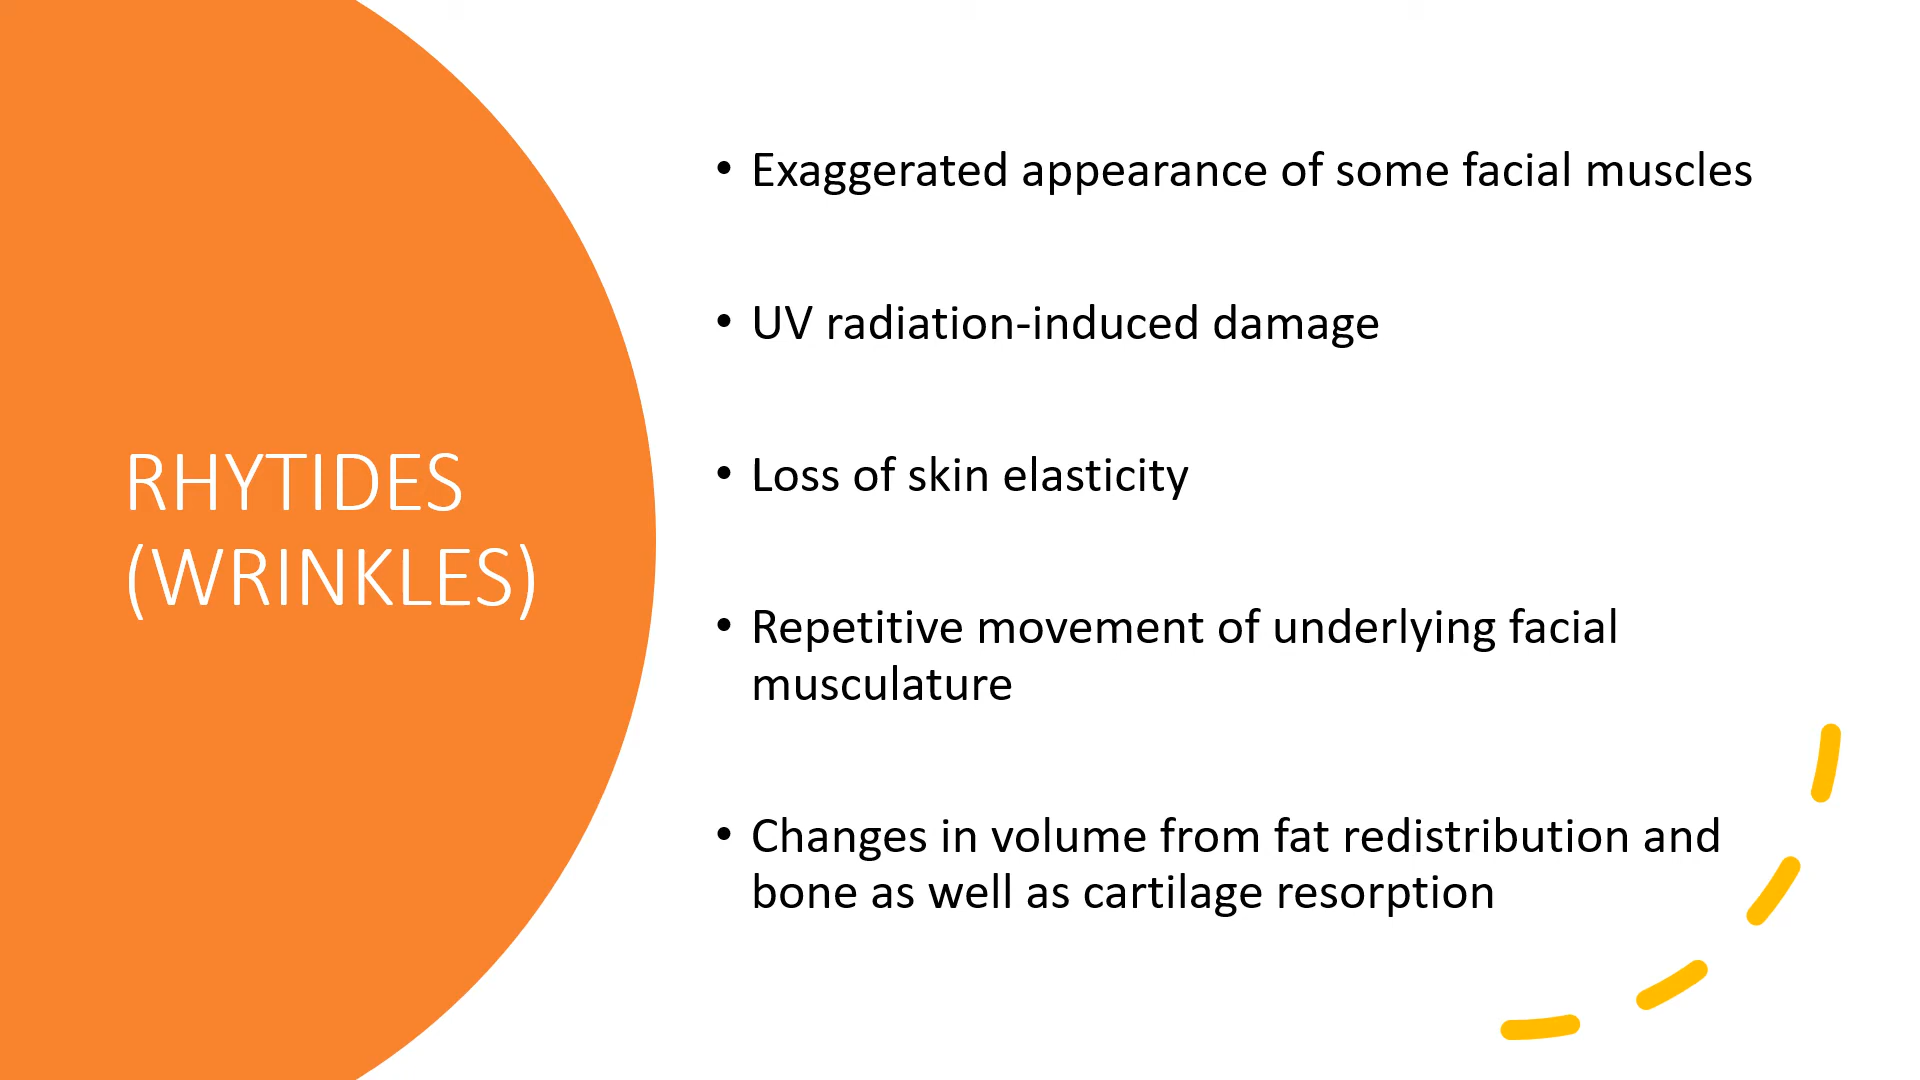 RHYTIDES
(WRINKLES)
• Exaggerated appearance of some facial muscles
• UV radiation-induced damage
• Loss of skin elasticity
• Repetitive movement of underlying facial
musculature
• Changes in volume from fat redistribution and
bone as well as cartilage resorption